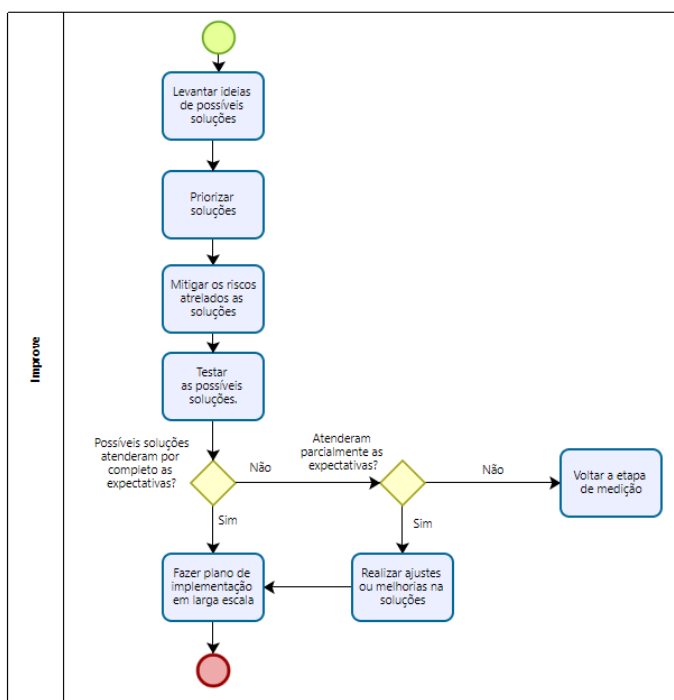 Improve
Levantar ideias
de possíveis
soluções
Priorizar
soluções
Mitigar os riscos
atrelados as
soluções
Testar
as possíveis
soluções.
Possíveis soluções
atenderam por
completo as
expectativas?
Não
Atenderam
parcialmente as
expectativas?
Não
Voltar a etapa
de medição
Sim
Sim
Fazer plano de
implementação
em larga escala
Realizar ajustes
ou melhorias na
soluções